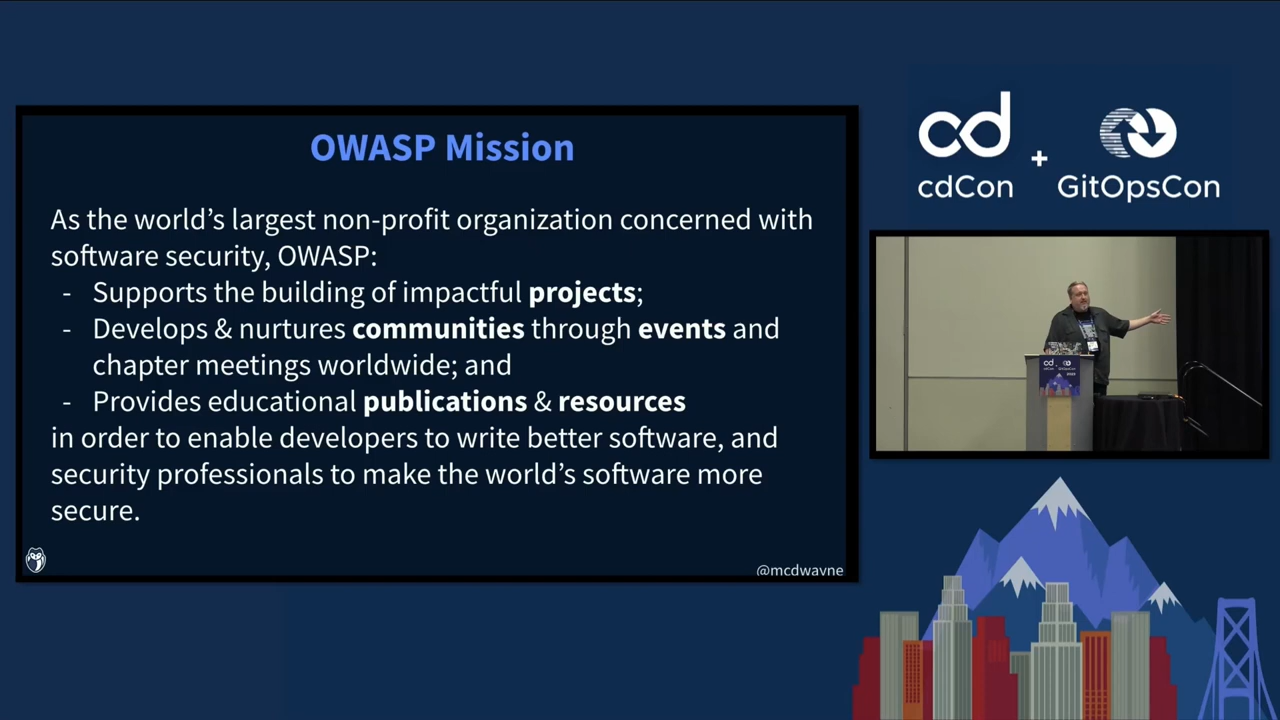 OWASP Mission
As the world's largest non-profit organization concerned with
software security, OWASP:
- Supports the building of impactful projects;
- Develops & nurtures communities through events and
chapter meetings worldwide; and
- Provides educational publications & resources
in order to enable developers to write better software, and
security professionals to make the world's software more
secure.
@mcdwayne
cd
cdCon
+
GitOpsCon